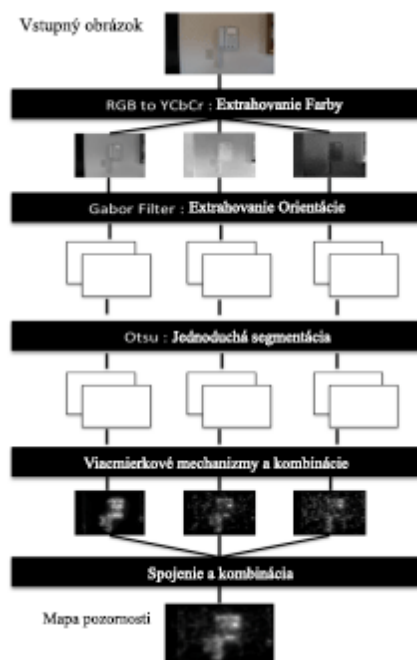 Vstupný obrázok
RGB to YCbCr : Extrahovanie Farby
Gabor Filter : Extrahovanie Orientácie
Otsu : Jednoduchá segmentácia
Viacmierkové mechanizmy a kombinácie
Spojenie a kombinácia
Mapa pozornosti